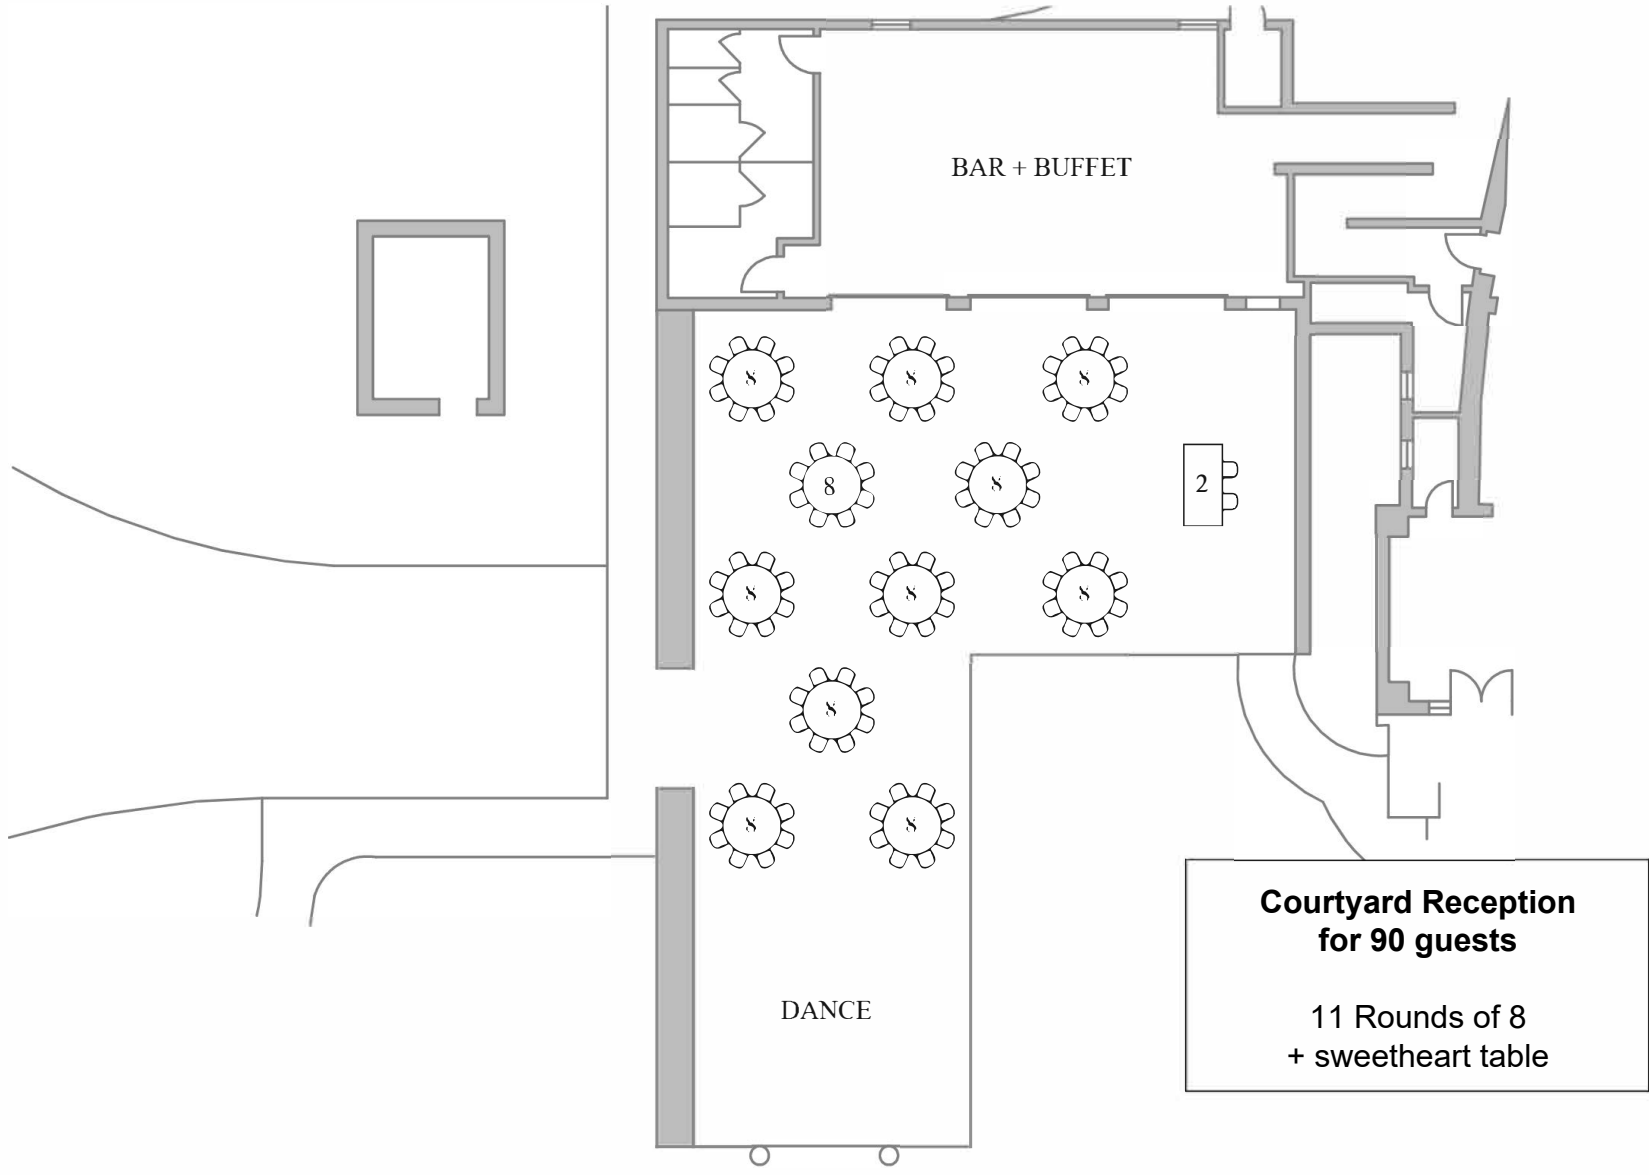 BAR + BUFFET
8 8 8
8 8 2
8 8 8
8
8 8
DANCE
Courtyard Reception
for 90 guests
11 Rounds of 8
+ sweetheart table